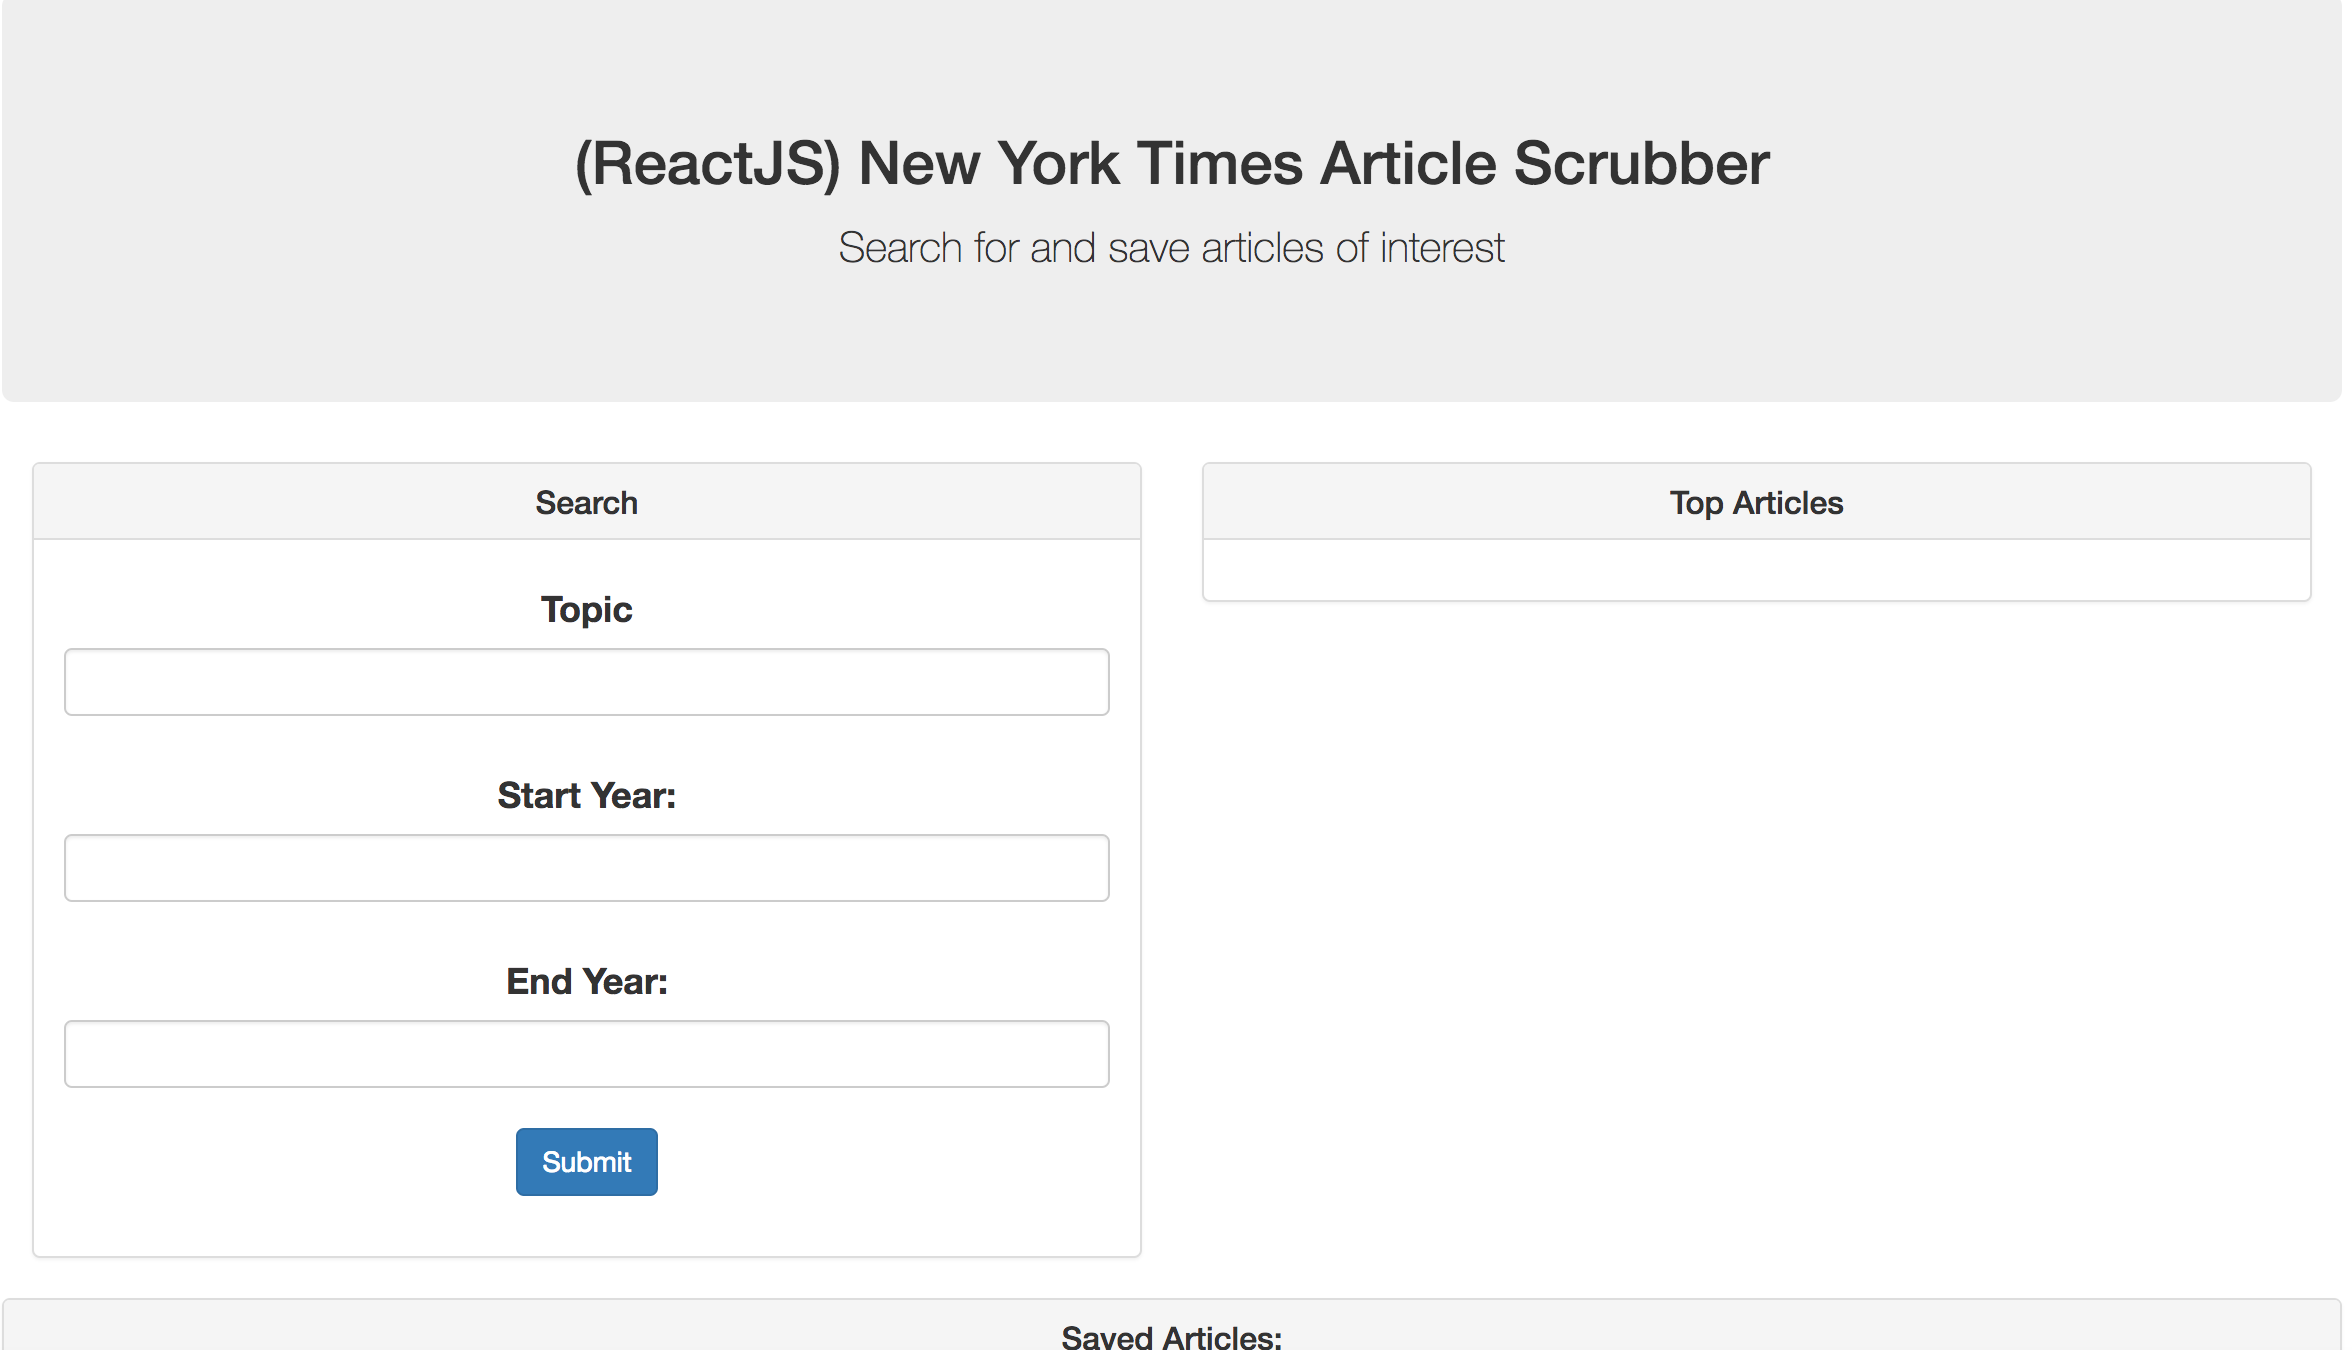 (ReactJS) New York Times Article Scrubber
Search for and save articles of interest
Search
Topic
Start Year:
End Year:
Submit
Top Articles
Saved Articles: